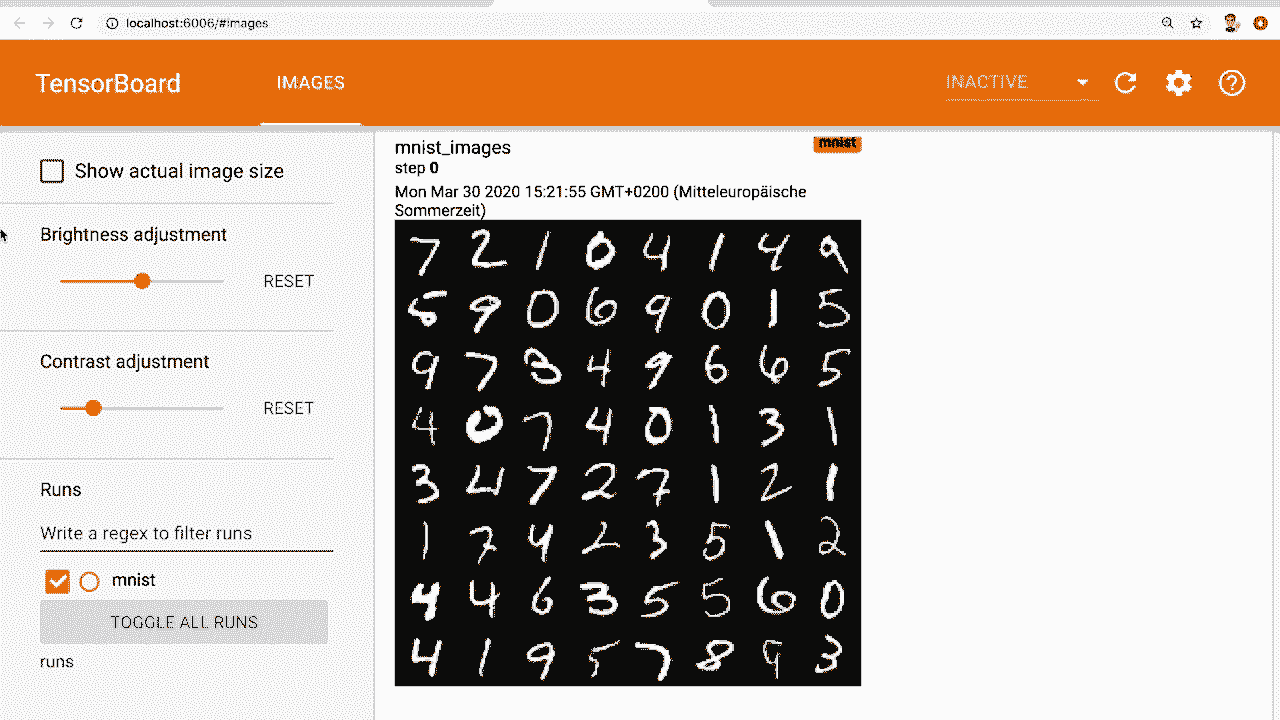 localhost:6006/#images
TensorBoard
IMAGES
INACTIVE
Show actual image size
Brightness adjustment
RESET
Contrast adjustment
RESET
Runs
Write a regex to filter runs
mnist
TOGGLE ALL RUNS
runs
mnist_images
mnist
step 0
Mon Mar 30 2020 15:21:55 GMT+0200 (Mitteleuropäische
Sommerzeit)
7 2 1 0 4 1 4 9
5 9 0 6 9 0 1 5
9 7 3 4 9 6 6 5
4 0 7 4 0 1 3 1
3 4 7 2 7 1 2 1
1 7 4 2 3 5 1 2
4 4 6 3 5 5 6 0
4 1 9 5 7 8 9 3